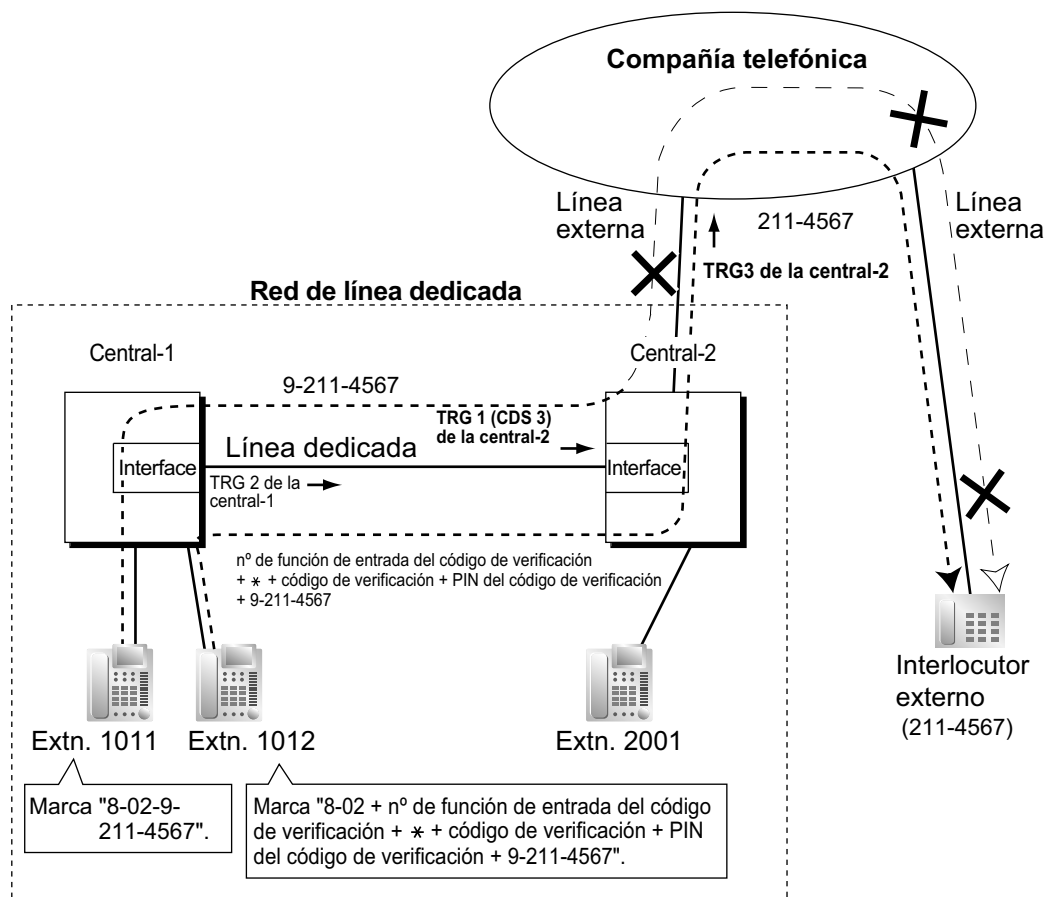 Compañía telefónica
Línea
externa
211-4567
Línea
externa
TRG3 de la central-2
Red de línea dedicada
Central-1
Central-2
9-211-4567
TRG 1 (CDS 3)
de la central-2
Línea dedicada
Interface
Interface
TRG 2 de la
central-1
nº de función de entrada del código de verificación
+ * + código de verificación + PIN del código de verificación
+ 9-211-4567
Extn. 1011
Extn. 1012
Extn. 2001
Interlocutor
externo
(211-4567)
Marca "8-02-9-
211-4567".
Marca "8-02 + nº de función de entrada del código
de verificación + * + código de verificación + PIN
del código de verificación + 9-211-4567".